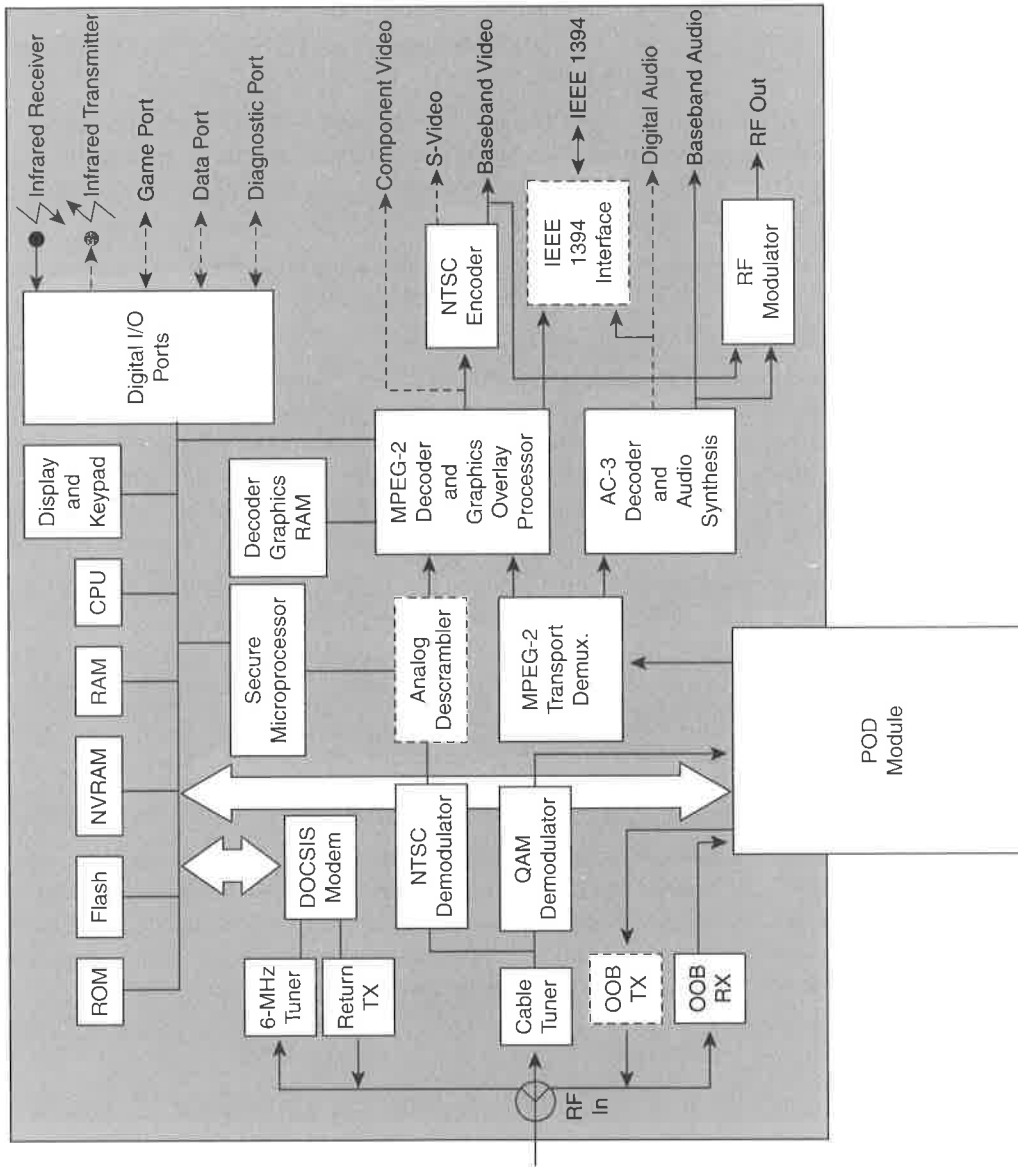 ROM
Flash
NVRAM
RAM
CPU
Display
and
Keypad
Digital I/O
Ports
Infrared Receiver
Infrared Transmitter
Game Port
Data Port
Diagnostic Port
6-MHz
Tuner
Return
TX
DOCSIS
Modem
Secure
Microprocessor
Decoder
Graphics
RAM
Cable
Tuner
NTSC
Demodulator
QAM
Demodulator
Analog
Descrambler
MPEG-2
Transport
Demux.
MPEG-2
Decoder
and
Graphics
Overlay
Processor
AC-3
Decoder
and
Audio
Synthesis
NTSC
Encoder
IEEE
1394
Interface
RF
Modulator
Component Video
S-Video
Baseband Video
IEEE 1394
Digital Audio
Baseband Audio
RF Out
RF
In
OOB
TX
OOB
RX
POD
Module